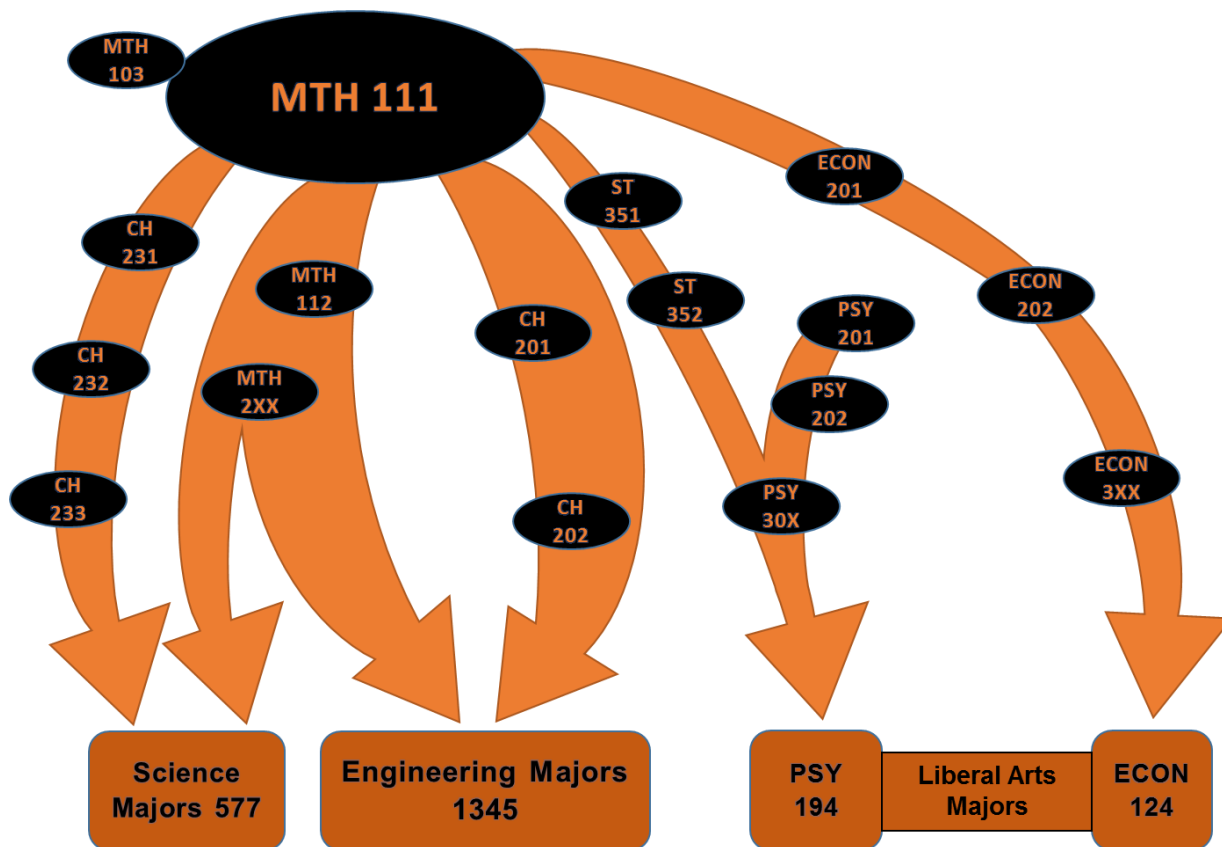 MTH
103
MTH 111
ECON
201
ST
351
CH
231
MTH
112
ST
352
ECON
202
CH
201
PSY
201
CH
232
MTH
2XX
PSY
202
CH
233
CH
202
PSY
30X
ECON
3XX
Science
Majors 577
Engineering Majors
1345
PSY
194
Liberal Arts
Majors
ECON
124